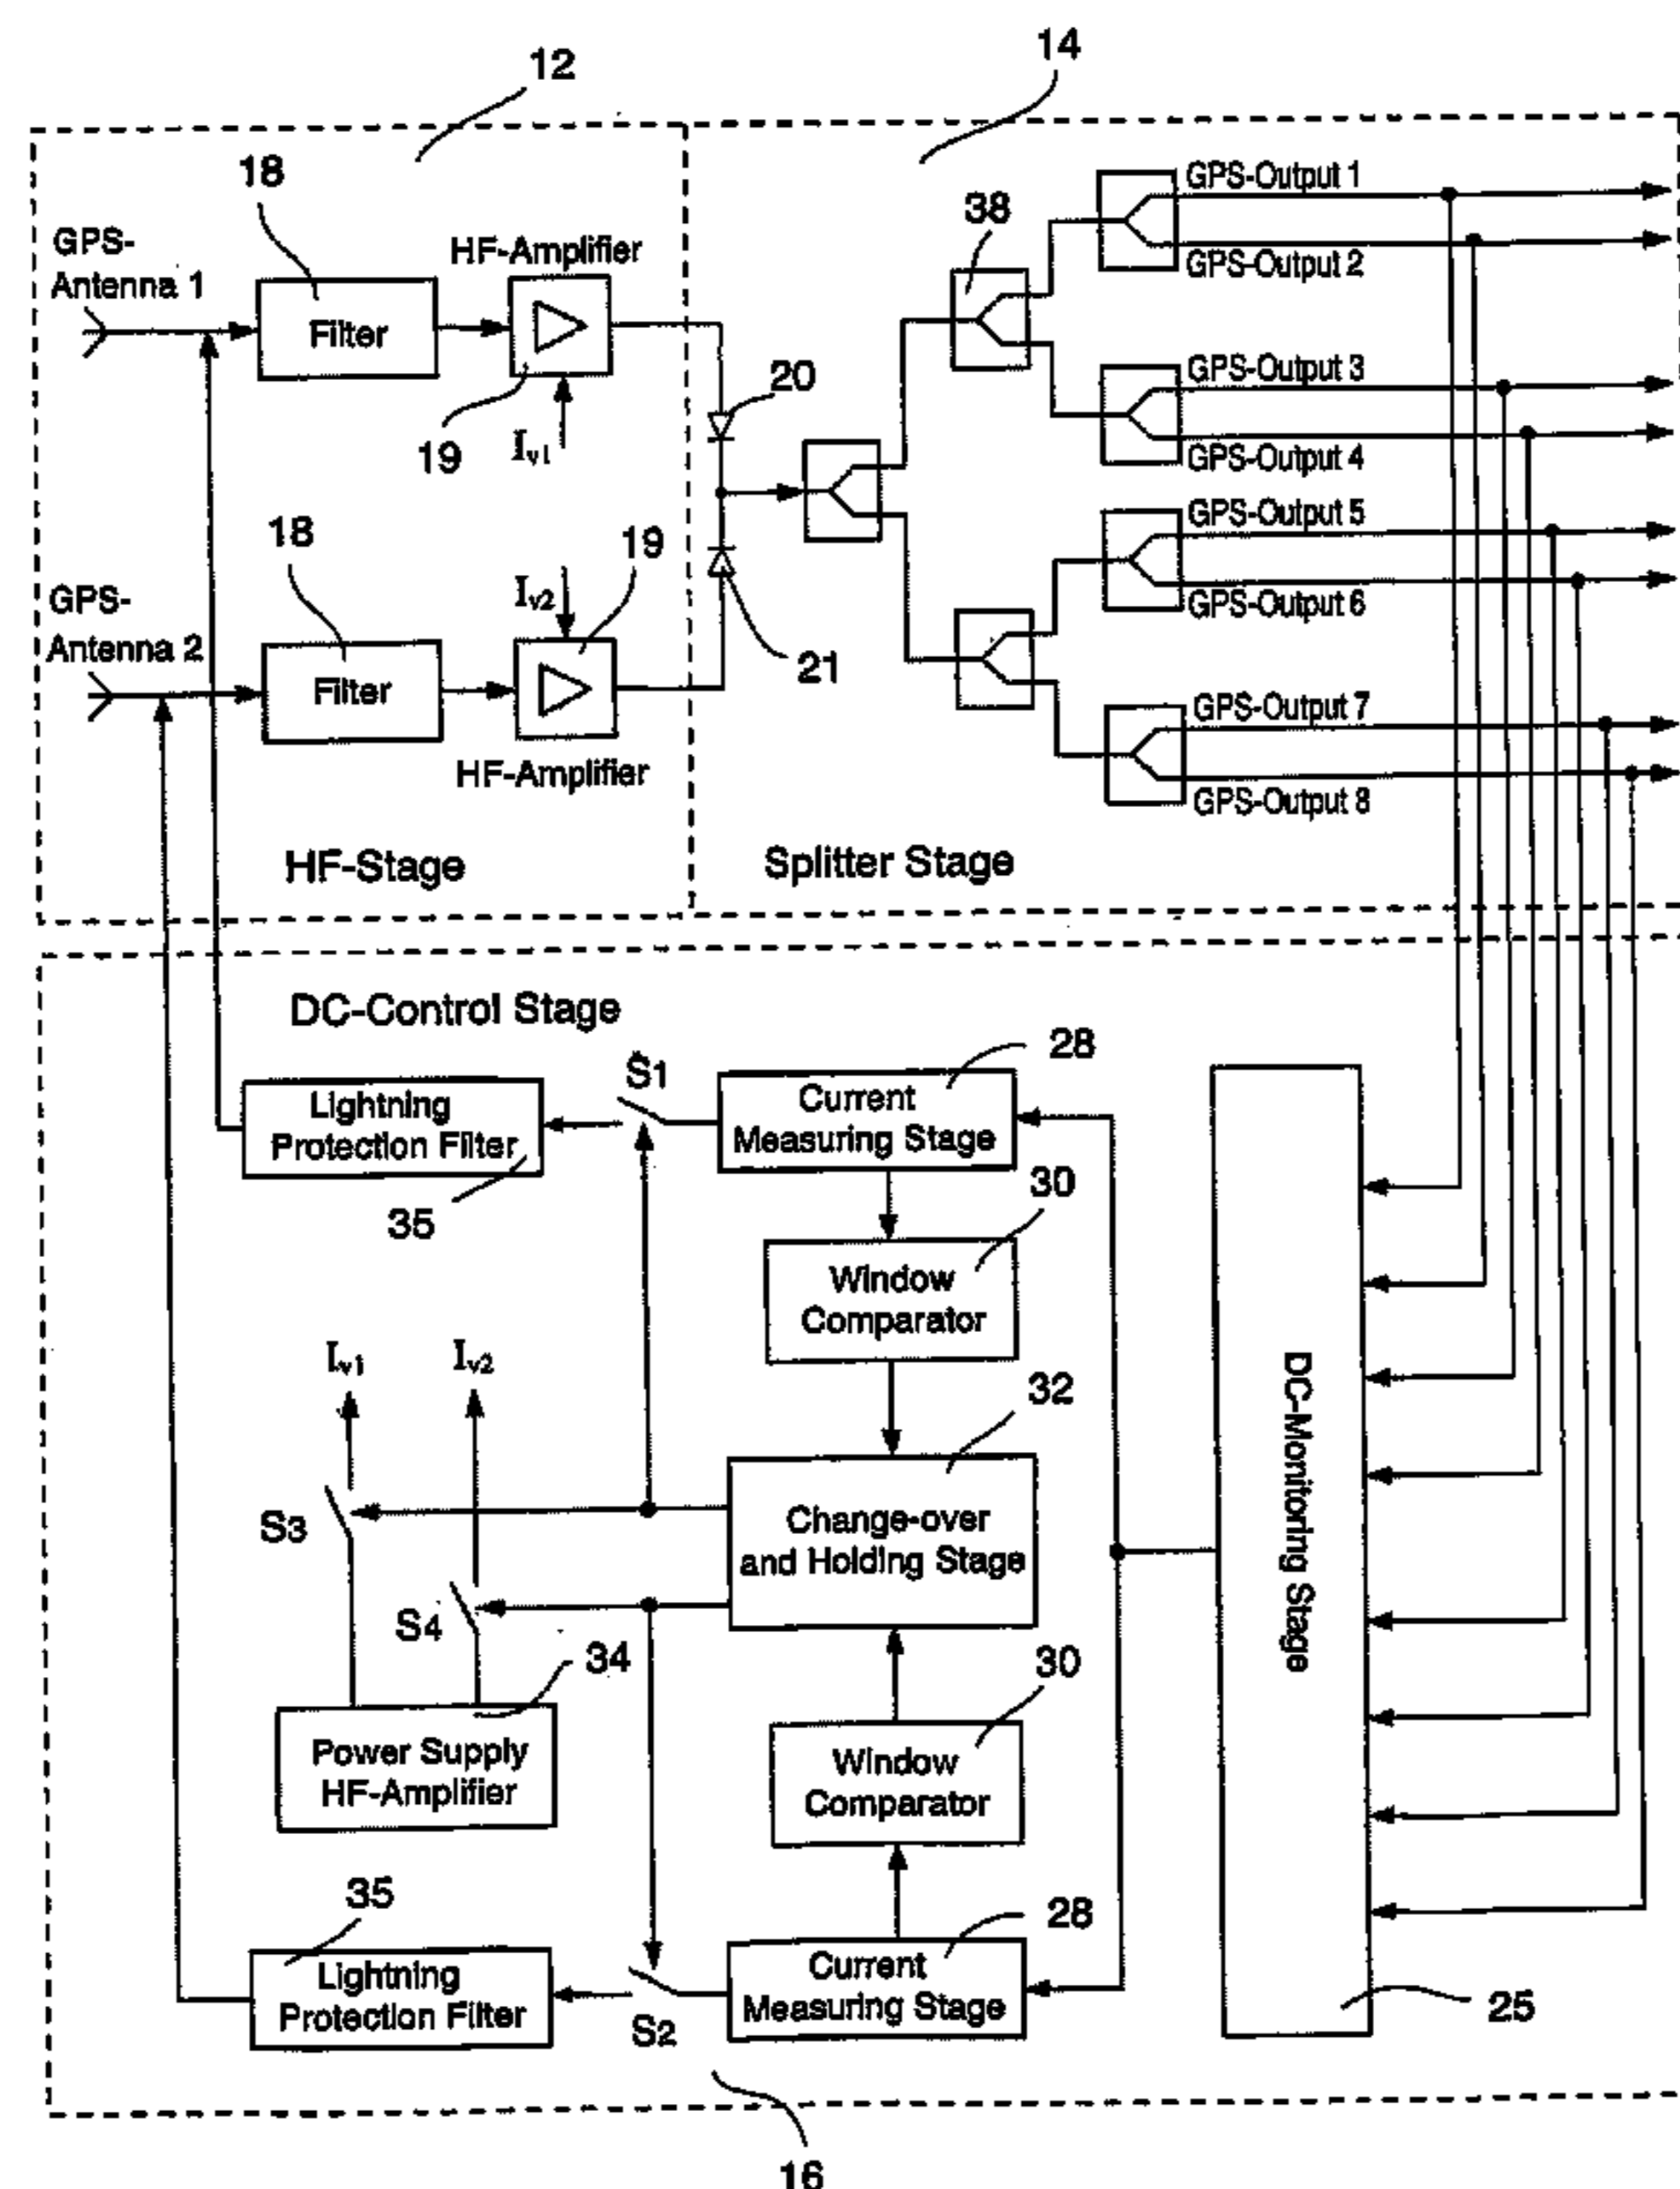 12
14
18
GPS-
Antenna 1
Filter
HF-Amplifier
19
Iv1
20
38
GPS-Output 1
GPS-Output 2
GPS-Output 3
GPS-Output 4
GPS-Output 5
GPS-Output 6
GPS-Output 7
GPS-Output 8
18
GPS-
Antenna 2
Filter
Iv2
19
21
HF-Amplifier
HF-Stage
Splitter Stage
DC-Control Stage
Lightning
Protection Filter
35
S1
Current
Measuring Stage
28
30
Window
Comparator
Iv1
Iv2
32
Change-over
and Holding Stage
S3
S4
34
Power Supply
HF-Amplifier
30
Window
Comparator
DC-Monitoring Stage
35
Lightning
Protection Filter
S2
Current
Measuring Stage
28
25
16